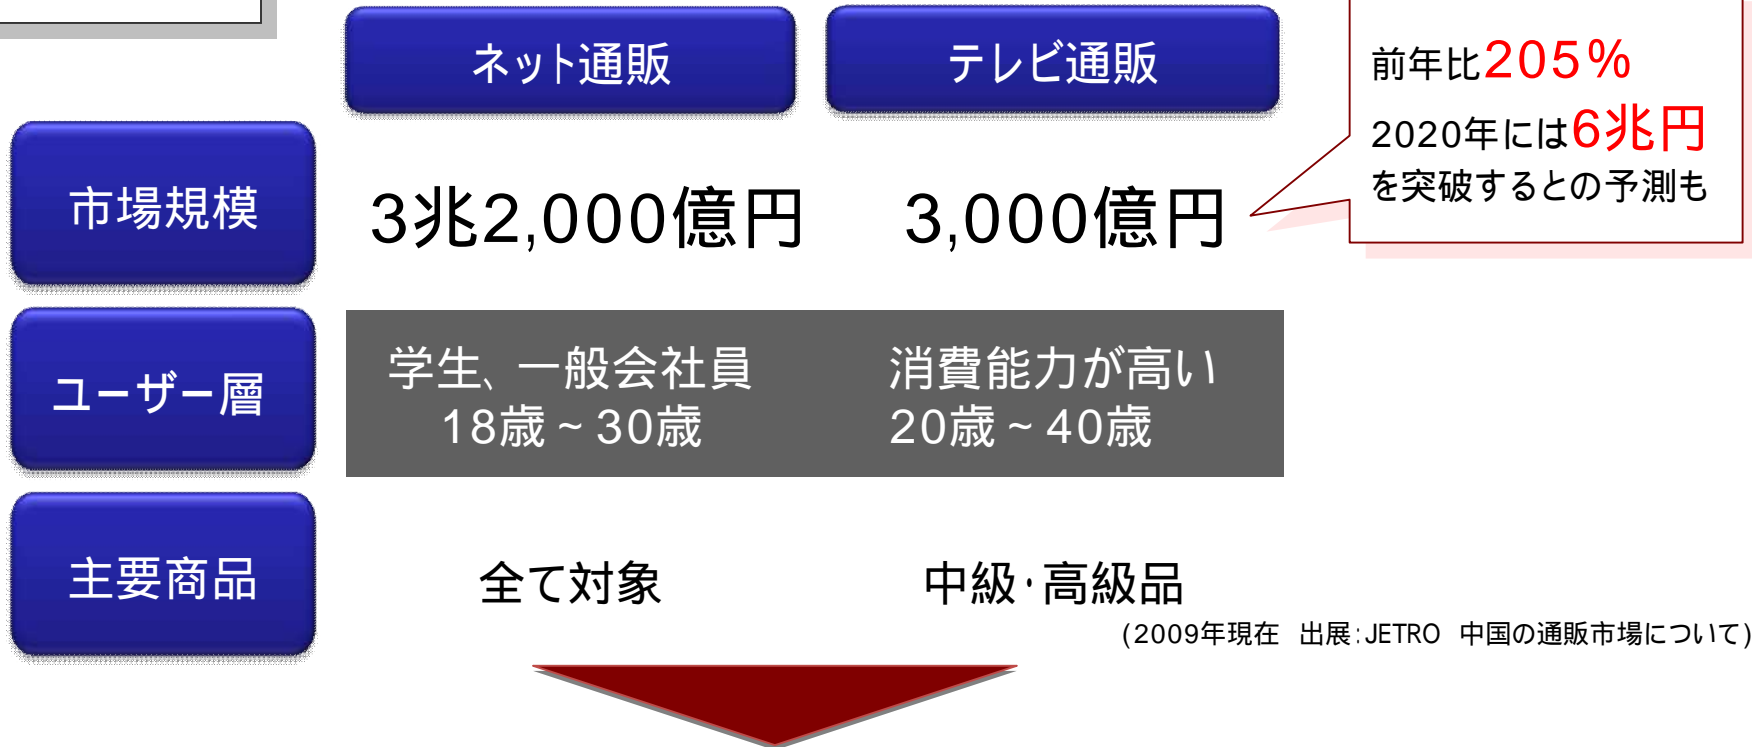 ネット通販 テレビ通販
前年比205%
2020年には6兆円
を突破するとの予測も
市場規模 3兆2,000億円 3,000億円
ユーザー層
学生、一般会社員 消費能力が高い
18歳~30歳 20歳~40歳
主要商品 全て対象 中級・高級品
(2009年現在 出展:JETRO 中国の通販市場について)